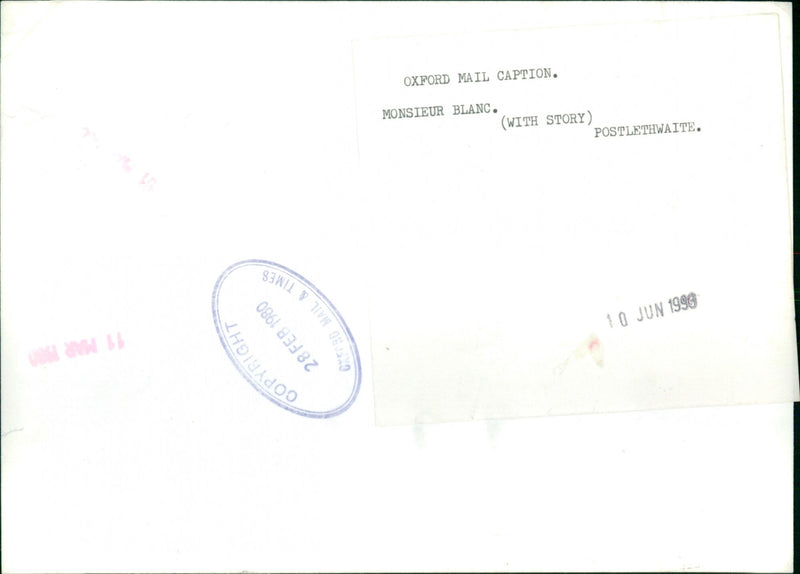 OXFORD MAIL CAPTION.
MONSIEUR BLANC.
(WITH STORY)
POSTLETHWAITE.
10 JUN
COPYRIGHT
28 FEB 1980
OXFORD MAIL & TIMES
11 MAR 1980